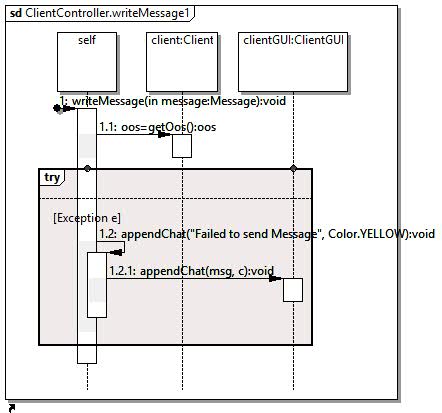 sd ClientController.writeMessage1
self
client:Client
clientGUI:ClientGUI
1: writeMessage(in message:Message):void
1.1: oos=getOos():oos
try
[Exception e]
1.2: appendChat("Failed to send Message", Color.YELLOW):void
1.2.1: appendChat(msg, c):void